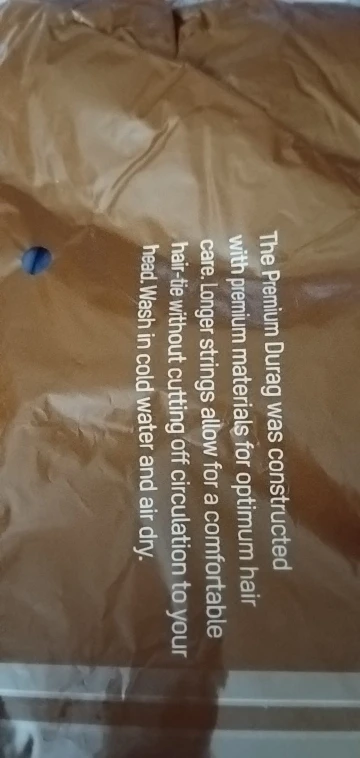 The Premium Durag was constructed
with premium materials for optimum hair
care. Longer strings allow for a comfortable
hair-tie without cutting off circulation to your
head. Wash in cold water and air dry.